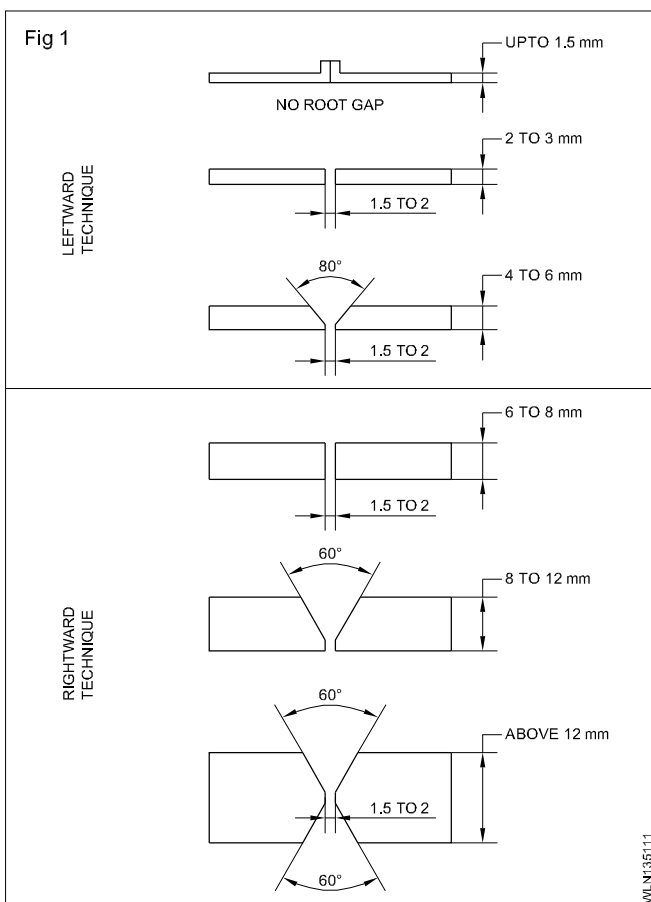 Fig 1
UPTO 1.5 mm
NO ROOT GAP
2 TO 3 mm
1.5 TO 2
LEFTWARD
TECHNIQUE
80°
4 TO 6 mm
1.5 TO 2
6 TO 8 mm
1.5 TO 2
60°
8 TO 12 mm
RIGHTWARD
TECHNIQUE
60°
ABOVE 12 mm
1.5 TO 2
60°
WLN135111